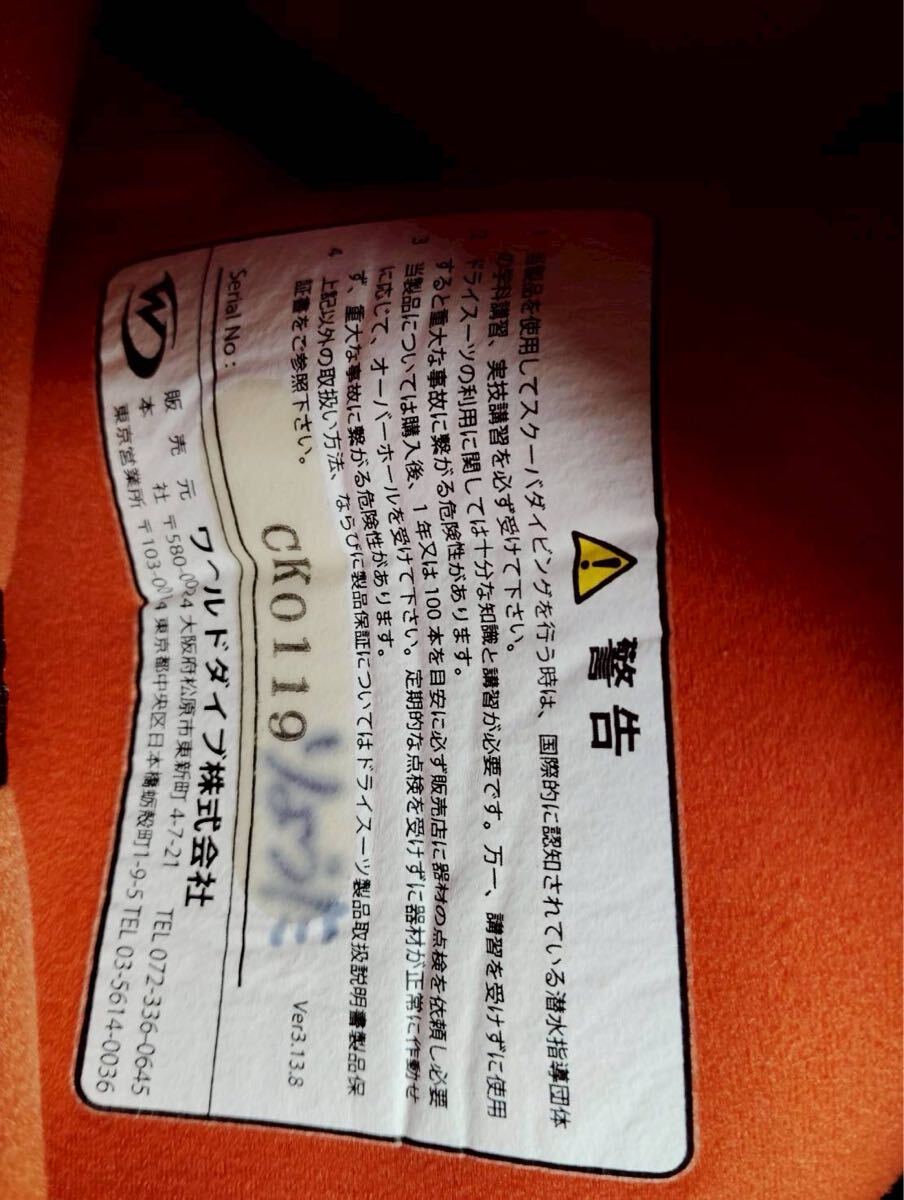 警告
1 当製品を使用してスクーバダイビングを行う時は、国際的に認知されている潜水指導団体
の学科講習、実技講習を必ず受けて下さい。
2 ドライスーツの利用に関しては十分な知識と講習が必要です。万一、講習を受けずに使用
すると重大な事故に繋がる危険性があります。
3 当製品については購入後、1年又は100本を目安に必ず販売店に器材の点検を依頼し必要
に応じて、オーバーホールを受けて下さい。定期的な点検を受けずに器材が正常に作動せ
ず、重大な事故に繋がる危険性があります。
4 上記以外の取扱い方法、ならびに製品保証についてはドライスーツ製品取扱説明書製品保
証書をご参照下さい。
Ver3.13.8
Serial No: CK0119
WD
販売元 ワールドダイブ株式会社
本社 〒580-0024 大阪府松原市東新町4-7-21 TEL 072-336-0645
東京営業所 〒103-0014 東京都中央区日本橋蛎殻町1-9-5 TEL 03-5614-0036